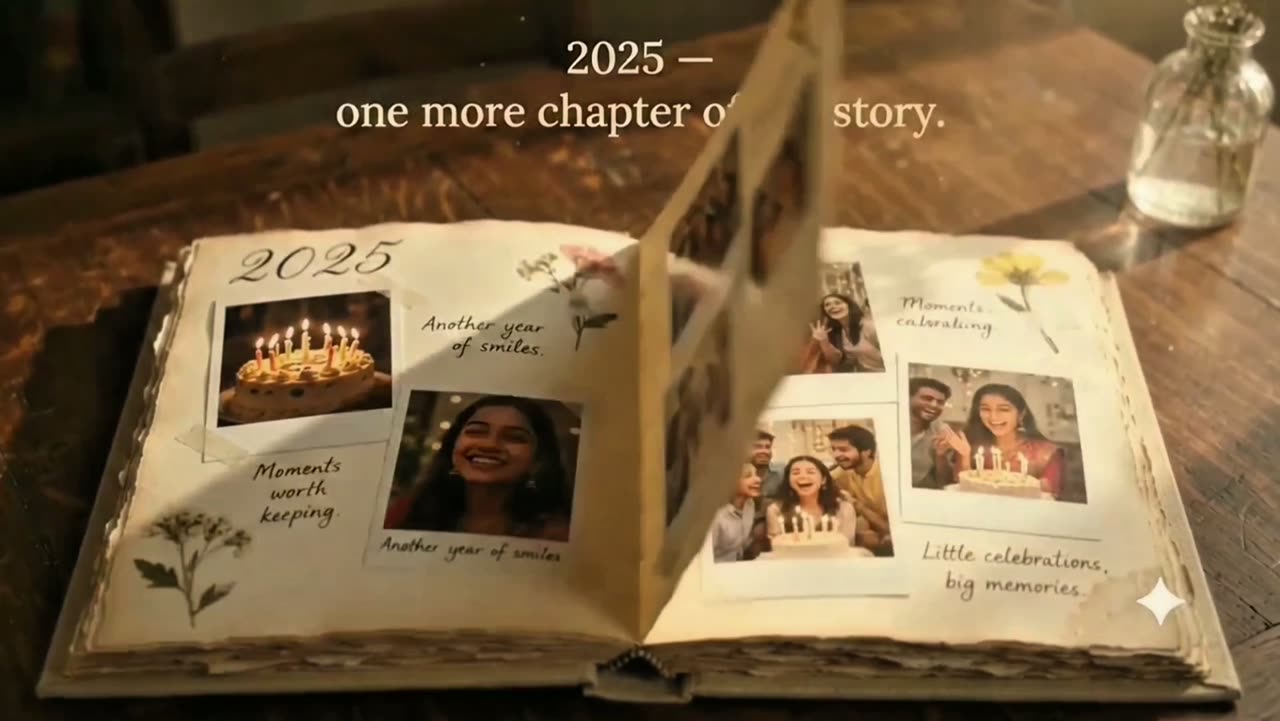 2025 —
one more chapter of story.
2025
Another year
of smiles.
Moments
worth
keeping.
Another year of smiles
Moments
Little celebrations,
big memories.